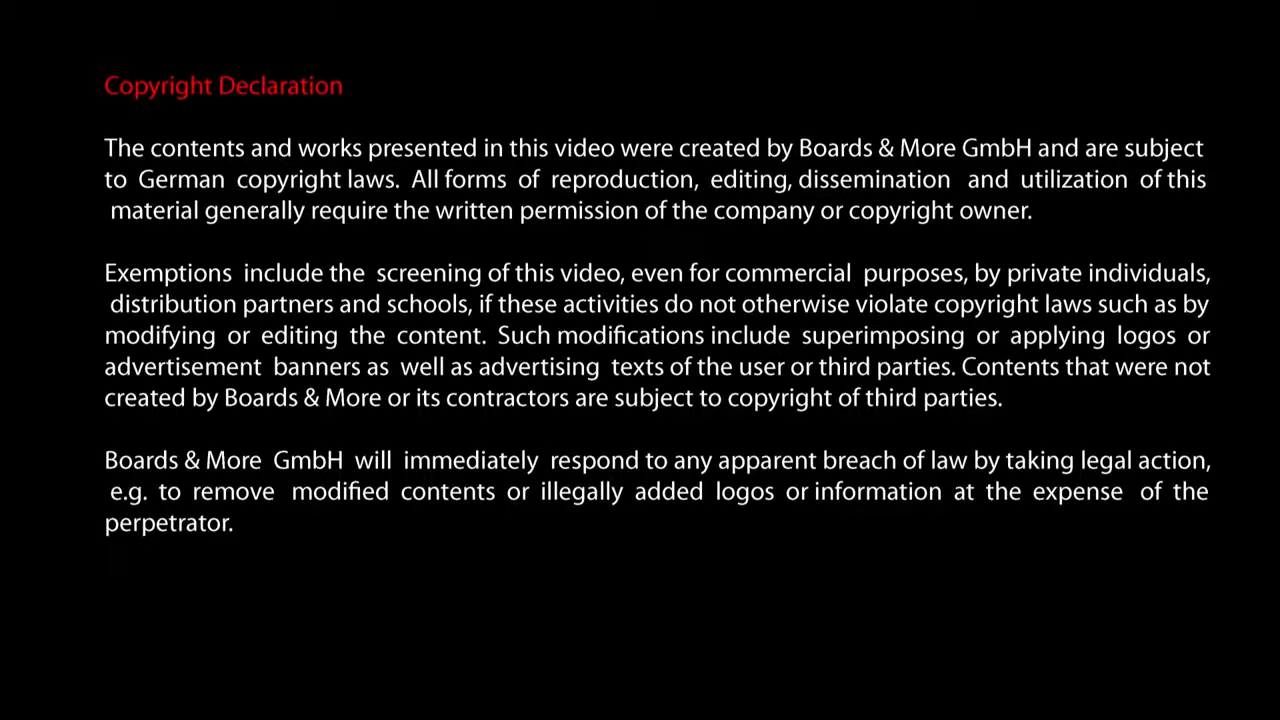 Copyright Declaration
The contents and works presented in this video were created by Boards & More GmbH and are subject
to German copyright laws. All forms of reproduction, editing, dissemination and utilization of this
material generally require the written permission of the company or copyright owner.
Exemptions include the screening of this video, even for commercial purposes, by private individuals,
distribution partners and schools, if these activities do not otherwise violate copyright laws such as by
modifying or editing the content. Such modifications include superimposing or applying logos or
advertisement banners as well as advertising texts of the user or third parties. Contents that were not
created by Boards & More or its contractors are subject to copyright of third parties.
Boards & More GmbH will immediately respond to any apparent breach of law by taking legal action,
e.g. to remove modified contents or illegally added logos or information at the expense of the
perpetrator.